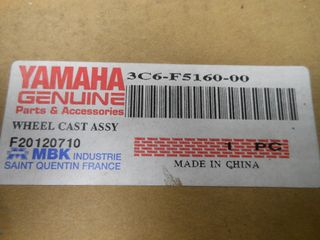 YAMAHA
GENUINE
Parts & Accessories
3C6-F5160-00
WHEEL CAST ASSY
F20120710
MBK INDUSTRIE
SAINT QUENTIN FRANCE
1 PC
MADE IN CHINA